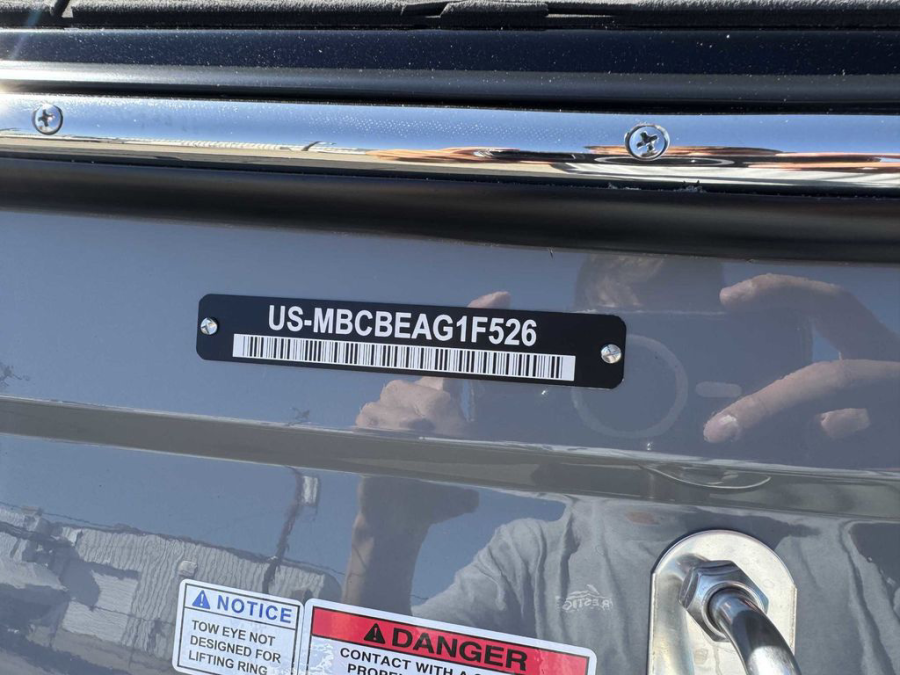 US-MBCBEAG1F526
NOTICE
TOW EYE NOT
DESIGNED FOR
LIFTING RING
DANGER
CONTACT WITH A